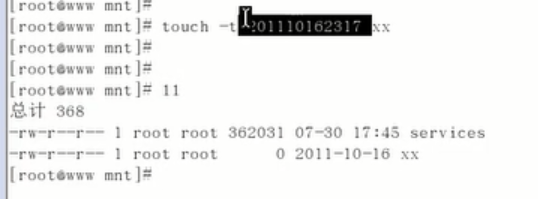 [root@www mnt]#
[root@www mnt]# touch -t 201110162317 xx
[root@www mnt]#
[root@www mnt]#
[root@www mnt]# ll
总计 368
-rw-r--r-- 1 root root 362031 07-30 17:45 services
-rw-r--r-- 1 root root      0 2011-10-16 xx
[root@www mnt]#